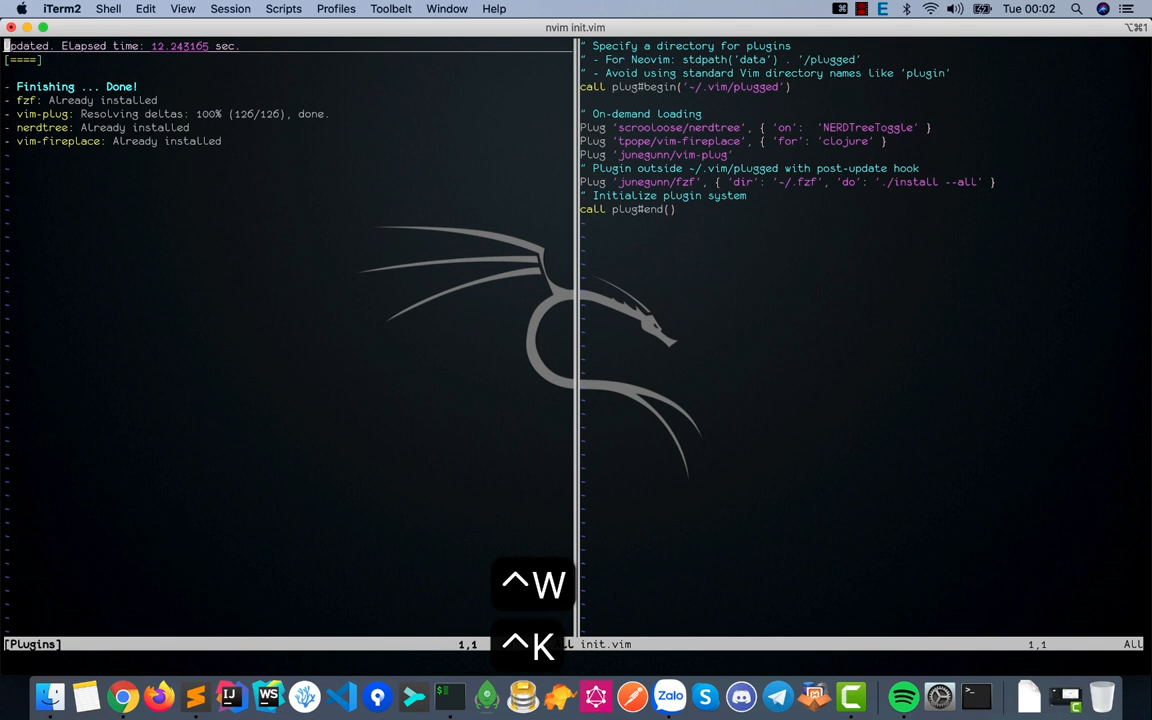 iTerm2 Shell Edit View Session Scripts Profiles Toolbelt Window Help Tue 00:02
nvim init.vim ⌥⌘1
Updated. Elapsed time: 12.243165 sec.
[====]
- Finishing ... Done!
- fzf: Already installed
- vim-plug: Resolving deltas: 100% (126/126), done.
- nerdtree: Already installed
- vim-fireplace: Already installed
~
[Plugins] 1,1
" Specify a directory for plugins
" - For Neovim: stdpath('data') . '/plugged'
" - Avoid using standard Vim directory names like 'plugin'
call plug#begin('~/.vim/plugged')
" On-demand Loading
Plug 'scrooloose/nerdtree', { 'on':  'NERDTreeToggle' }
Plug 'tpope/vim-fireplace', { 'for': 'clojure' }
Plug 'junegunn/vim-plug'
" Plugin outside ~/.vim/plugged with post-update hook
Plug 'junegunn/fzf', { 'dir': '~/.fzf', 'do': './install --all' }
" Initialize plugin system
call plug#end()
~
init.vim 1,1 All
^W
^K
IJ WS Zalo